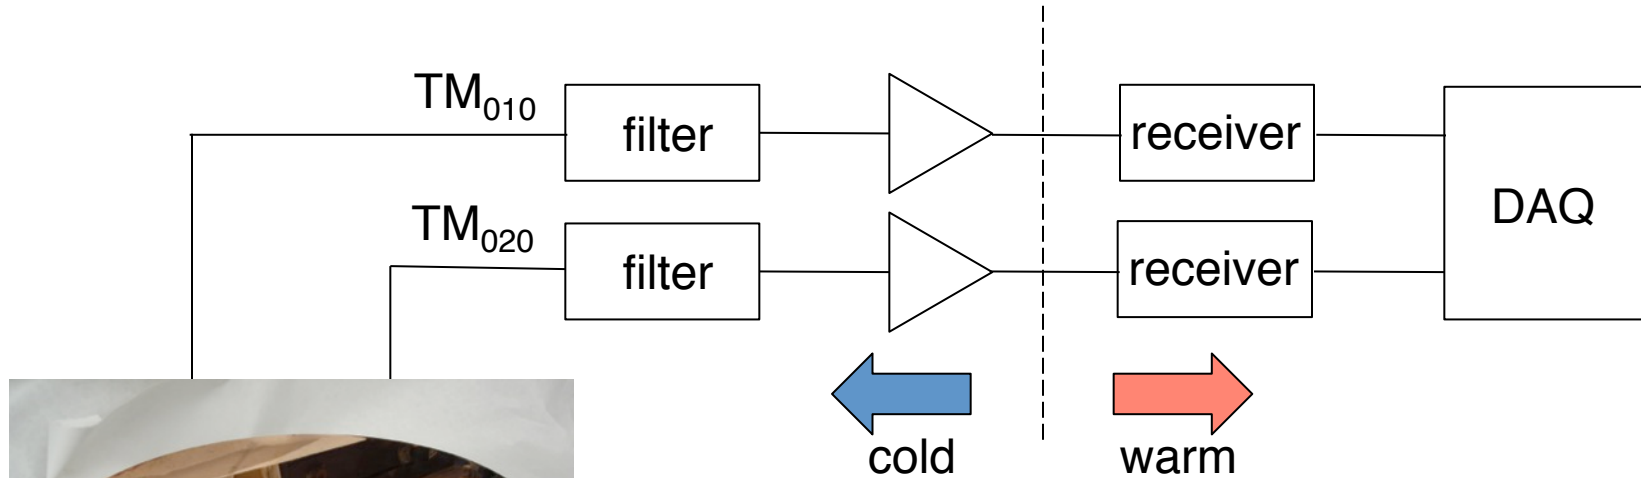 TM010
filter
receiver
DAQ
TM020
filter
receiver
cold
warm